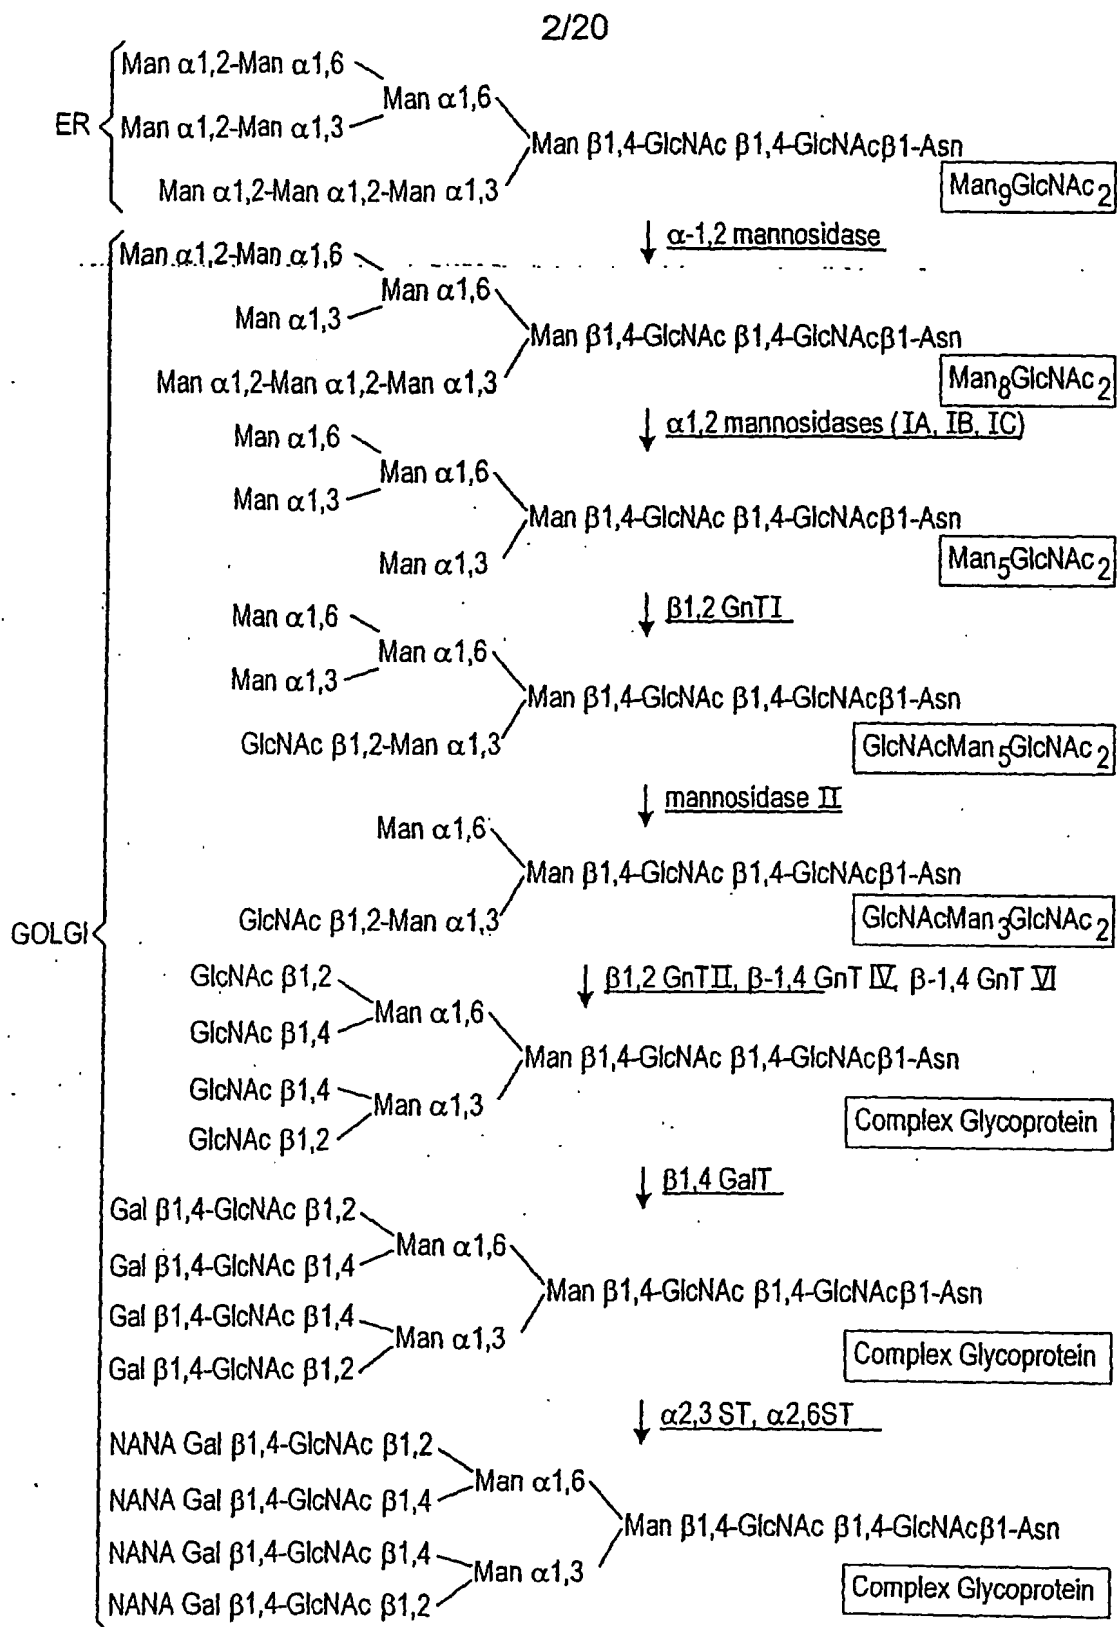 2/20
ER
Man α1,2-Man α1,6
Man α1,6
Man α1,2-Man α1,3
Man β1,4-GlcNAc β1,4-GlcNAcβ1-Asn
Man α1,2-Man α1,2-Man α1,3
Man9GlcNAc2
α-1,2 mannosidase
GOLGI
Man α1,2-Man α1,6
Man α1,6
Man α1,3
Man β1,4-GlcNAc β1,4-GlcNAcβ1-Asn
Man α1,2-Man α1,2-Man α1,3
Man8GlcNAc2
α1,2 mannosidases (IA, IB, IC)
Man α1,6
Man α1,6
Man α1,3
Man β1,4-GlcNAc β1,4-GlcNAcβ1-Asn
Man α1,3
Man5GlcNAc2
β1,2 GnTI
Man α1,6
Man α1,6
Man α1,3
Man β1,4-GlcNAc β1,4-GlcNAcβ1-Asn
GlcNAc β1,2-Man α1,3
GlcNAcMan5GlcNAc2
mannosidase II
Man α1,6
Man β1,4-GlcNAc β1,4-GlcNAcβ1-Asn
GlcNAc β1,2-Man α1,3
GlcNAcMan3GlcNAc2
β1,2 GnTII, β-1,4 GnT IV, β-1,4 GnT VI
GlcNAc β1,2
Man α1,6
GlcNAc β1,4
Man β1,4-GlcNAc β1,4-GlcNAcβ1-Asn
GlcNAc β1,4
Man α1,3
GlcNAc β1,2
Complex Glycoprotein
β1,4 GalT
Gal β1,4-GlcNAc β1,2
Man α1,6
Gal β1,4-GlcNAc β1,4
Man β1,4-GlcNAc β1,4-GlcNAcβ1-Asn
Gal β1,4-GlcNAc β1,4
Man α1,3
Gal β1,4-GlcNAc β1,2
Complex Glycoprotein
α2,3 ST, α2,6ST
NANA Gal β1,4-GlcNAc β1,2
Man α1,6
NANA Gal β1,4-GlcNAc β1,4
Man β1,4-GlcNAc β1,4-GlcNAcβ1-Asn
NANA Gal β1,4-GlcNAc β1,4
Man α1,3
NANA Gal β1,4-GlcNAc β1,2
Complex Glycoprotein